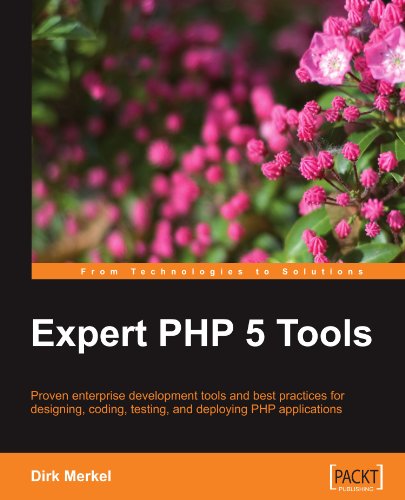 From Technologies to Solutions
Expert PHP 5 Tools
Proven enterprise development tools and best practices for
designing, coding, testing, and deploying PHP applications
Dirk Merkel
[PACKT]
PUBLISHING